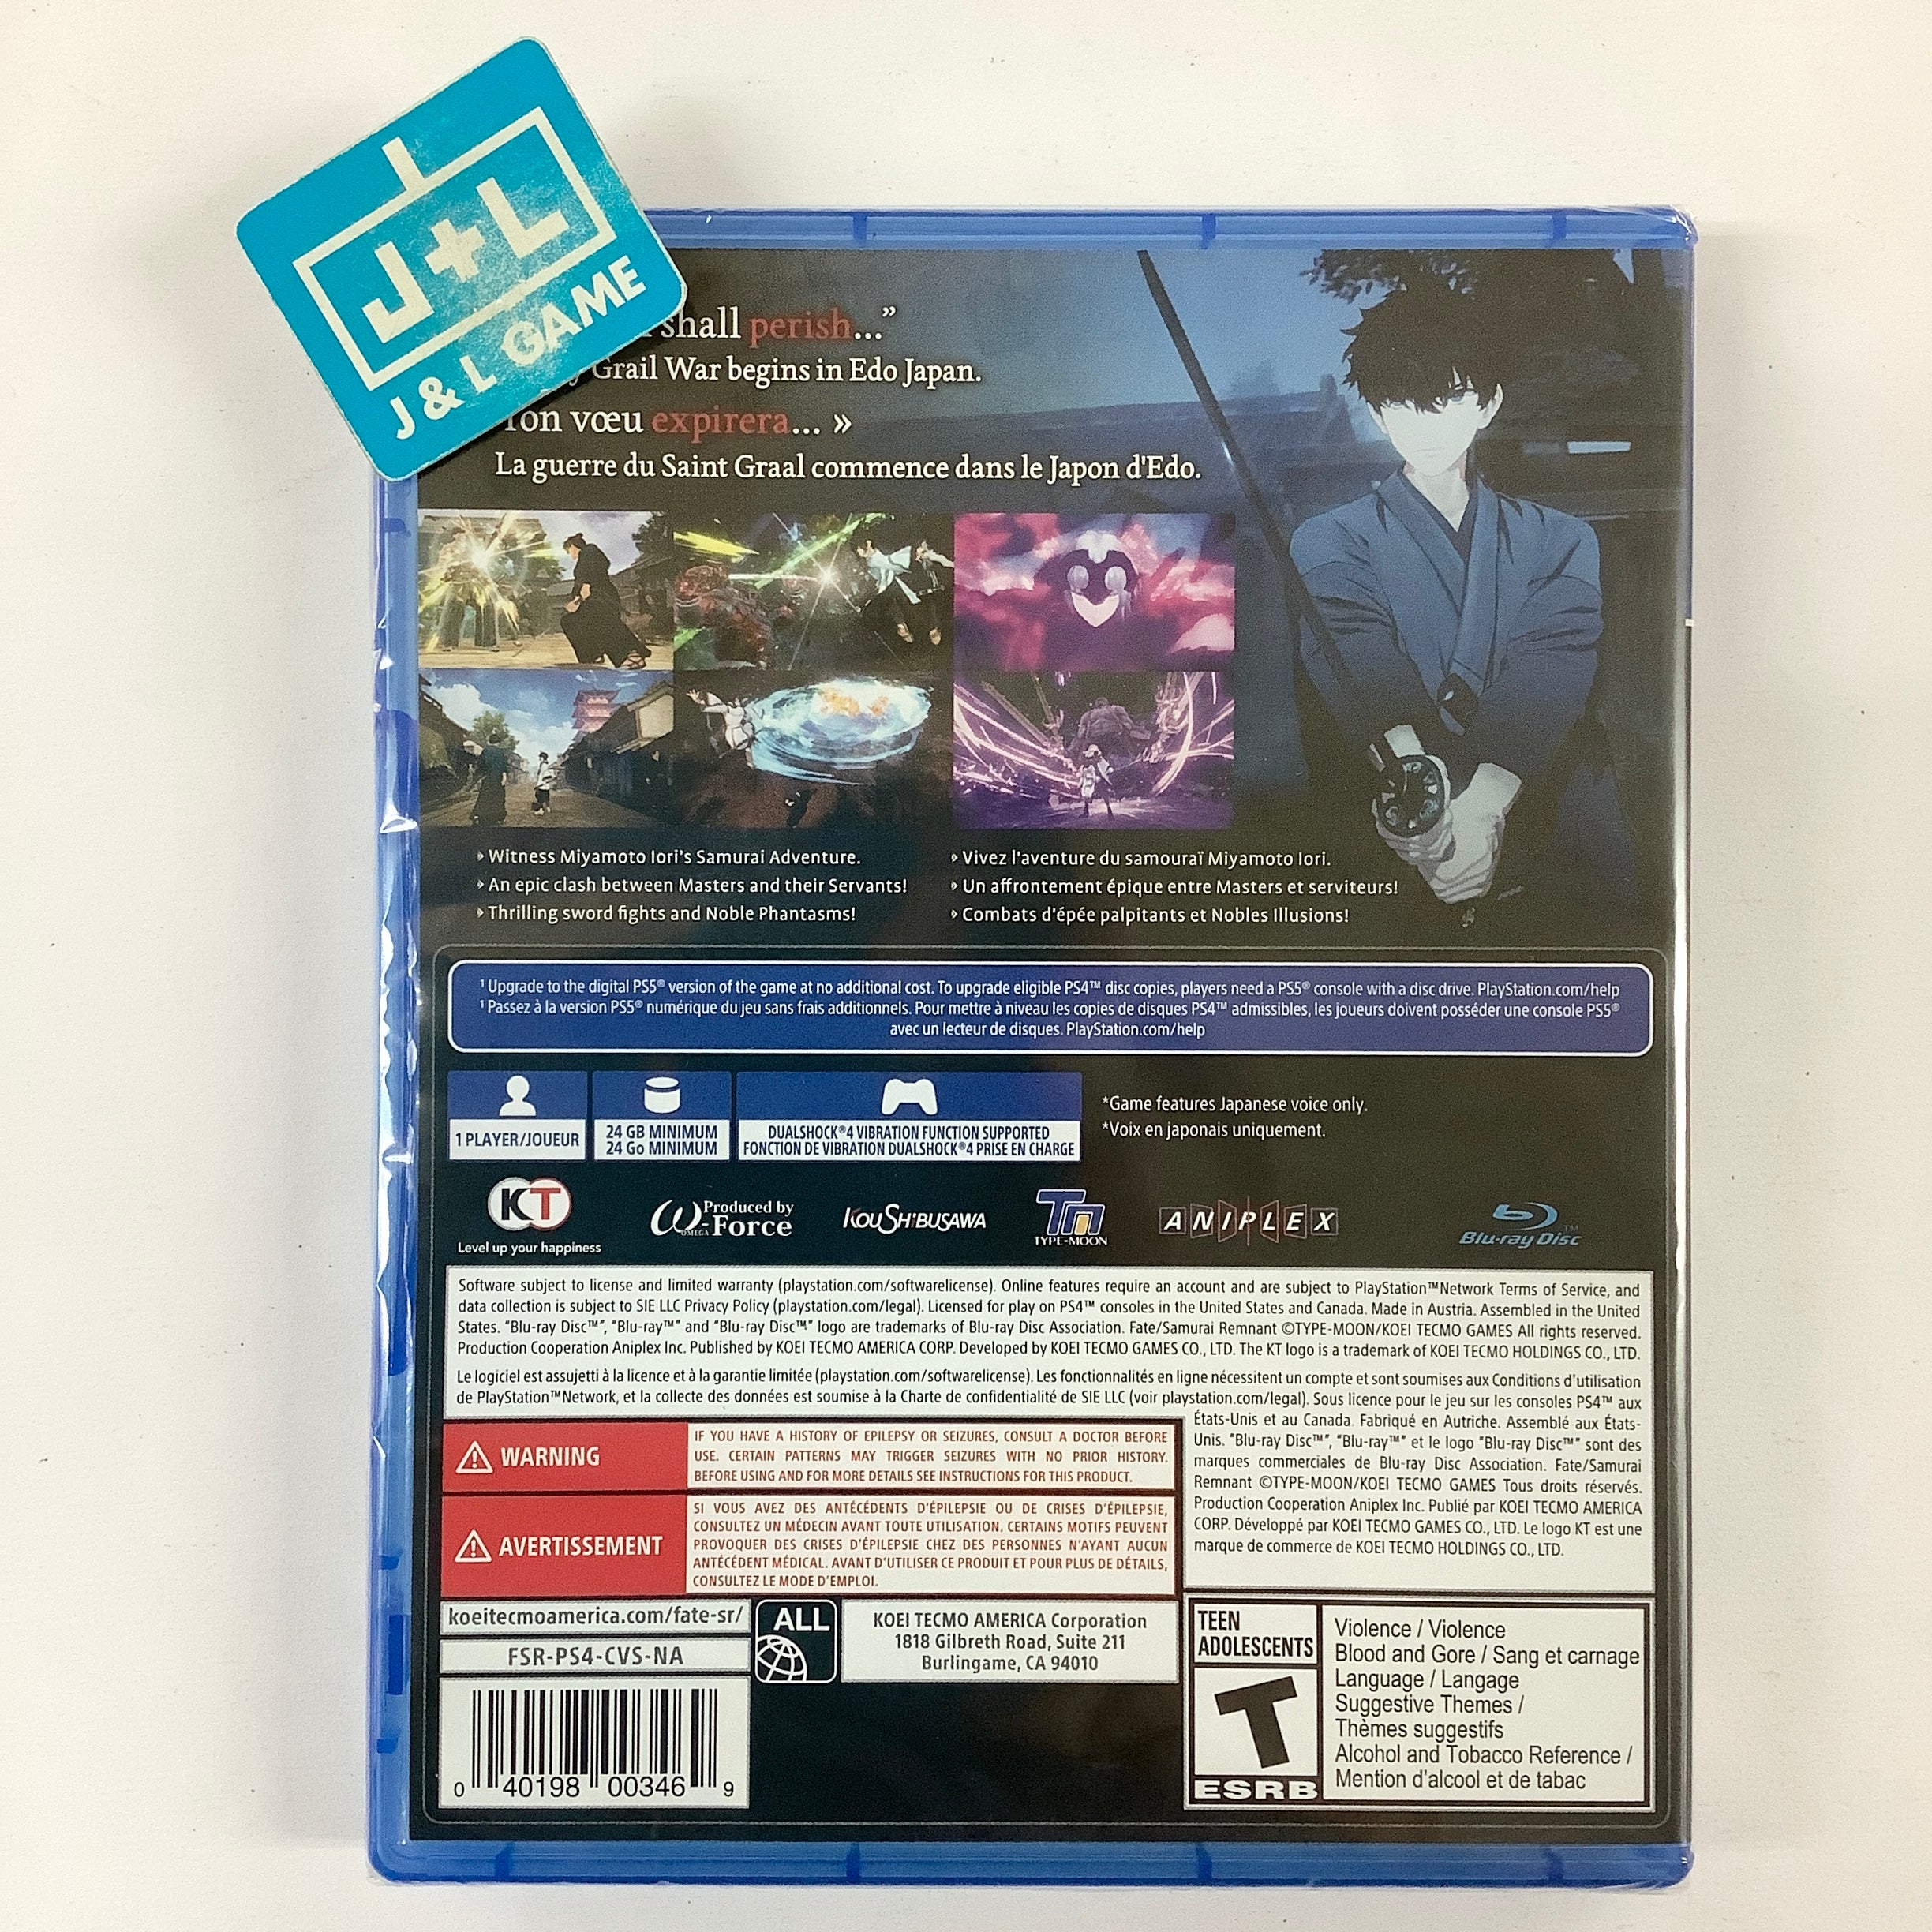 J+L
J & L GAME
shall perish...”
Grail War begins in Edo Japan.
Ton vœu expirera... »
La guerre du Saint Graal commence dans le Japon d'Edo.
Witness Miyamoto Iori's Samurai Adventure.
An epic clash between Masters and their Servants!
Thrilling sword fights and Noble Phantasms!
Vivez l'aventure du samouraï Miyamoto Iori.
Un affrontement épique entre Masters et serviteurs!
Combats d'épée palpitants et Nobles Illusions!
¹ Upgrade to the digital PS5® version of the game at no additional cost. To upgrade eligible PS4™ disc copies, players need a PS5® console with a disc drive. PlayStation.com/help
¹ Passez à la version PS5® numérique du jeu sans frais additionnels. Pour mettre à niveau les copies de disques PS4™ admissibles, les joueurs doivent posséder une console PS5®
avec un lecteur de disques. PlayStation.com/help
1 PLAYER/JOUEUR
24 GB MINIMUM
24 Go MINIMUM
DUALSHOCK®4 VIBRATION FUNCTION SUPPORTED
FONCTION DE VIBRATION DUALSHOCK®4 PRISE EN CHARGE
*Game features Japanese voice only.
*Voix en japonais uniquement.
KT
Level up your happiness
Produced by
ω-Force
OMEGA
KOU SHIBUSAWA
TM
TYPE-MOON
ANIPLEX
Blu-ray Disc™
Software subject to license and limited warranty (playstation.com/softwarelicense). Online features require an account and are subject to PlayStation™Network Terms of Service, and
data collection is subject to SIE LLC Privacy Policy (playstation.com/legal). Licensed for play on PS4™ consoles in the United States and Canada. Made in Austria. Assembled in the United
States. "Blu-ray Disc™", "Blu-ray™" and "Blu-ray Disc™" logo are trademarks of Blu-ray Disc Association. Fate/Samurai Remnant ©TYPE-MOON/KOEI TECMO GAMES All rights reserved.
Production Cooperation Aniplex Inc. Published by KOEI TECMO AMERICA CORP. Developed by KOEI TECMO GAMES CO., LTD. The KT logo is a trademark of KOEI TECMO HOLDINGS CO., LTD.
Le logiciel est assujetti à la licence et à la garantie limitée (playstation.com/softwarelicense). Les fonctionnalités en ligne nécessitent un compte et sont soumises aux Conditions d'utilisation
de PlayStation™Network, et la collecte des données est soumise à la Charte de confidentialité de SIE LLC (voir playstation.com/legal). Sous licence pour le jeu sur les consoles PS4™ aux
États-Unis et au Canada. Fabriqué en Autriche. Assemblé aux États-
Unis. "Blu-ray Disc™", "Blu-ray™" et le logo "Blu-ray Disc™" sont des
marques commerciales de Blu-ray Disc Association. Fate/Samurai
Remnant ©TYPE-MOON/KOEI TECMO GAMES Tous droits réservés.
Production Cooperation Aniplex Inc. Publié par KOEI TECMO AMERICA
CORP. Développé par KOEI TECMO GAMES CO., LTD. Le logo KT est une
marque de commerce de KOEI TECMO HOLDINGS CO., LTD.
WARNING
IF YOU HAVE A HISTORY OF EPILEPSY OR SEIZURES, CONSULT A DOCTOR BEFORE
USE. CERTAIN PATTERNS MAY TRIGGER SEIZURES WITH NO PRIOR HISTORY.
BEFORE USING AND FOR MORE DETAILS SEE INSTRUCTIONS FOR THIS PRODUCT.
AVERTISSEMENT
SI VOUS AVEZ DES ANTÉCÉDENTS D'ÉPILEPSIE OU DE CRISES D'ÉPILEPSIE,
CONSULTEZ UN MÉDECIN AVANT TOUTE UTILISATION. CERTAINS MOTIFS PEUVENT
PROVOQUER DES CRISES D'ÉPILEPSIE CHEZ DES PERSONNES N'AYANT AUCUN
ANTÉCÉDENT MÉDICAL. AVANT D'UTILISER CE PRODUIT ET POUR PLUS DE DÉTAILS,
CONSULTEZ LE MODE D'EMPLOI.
koeitecmoamerica.com/fate-sr/
FSR-PS4-CVS-NA
ALL
KOEI TECMO AMERICA Corporation
1818 Gilbreth Road, Suite 211
Burlingame, CA 94010
0 40198 00346 9
TEEN
ADOLESCENTS
T
ESRB
Violence / Violence
Blood and Gore / Sang et carnage
Language / Langage
Suggestive Themes /
Thèmes suggestifs
Alcohol and Tobacco Reference /
Mention d'alcool et de tabac